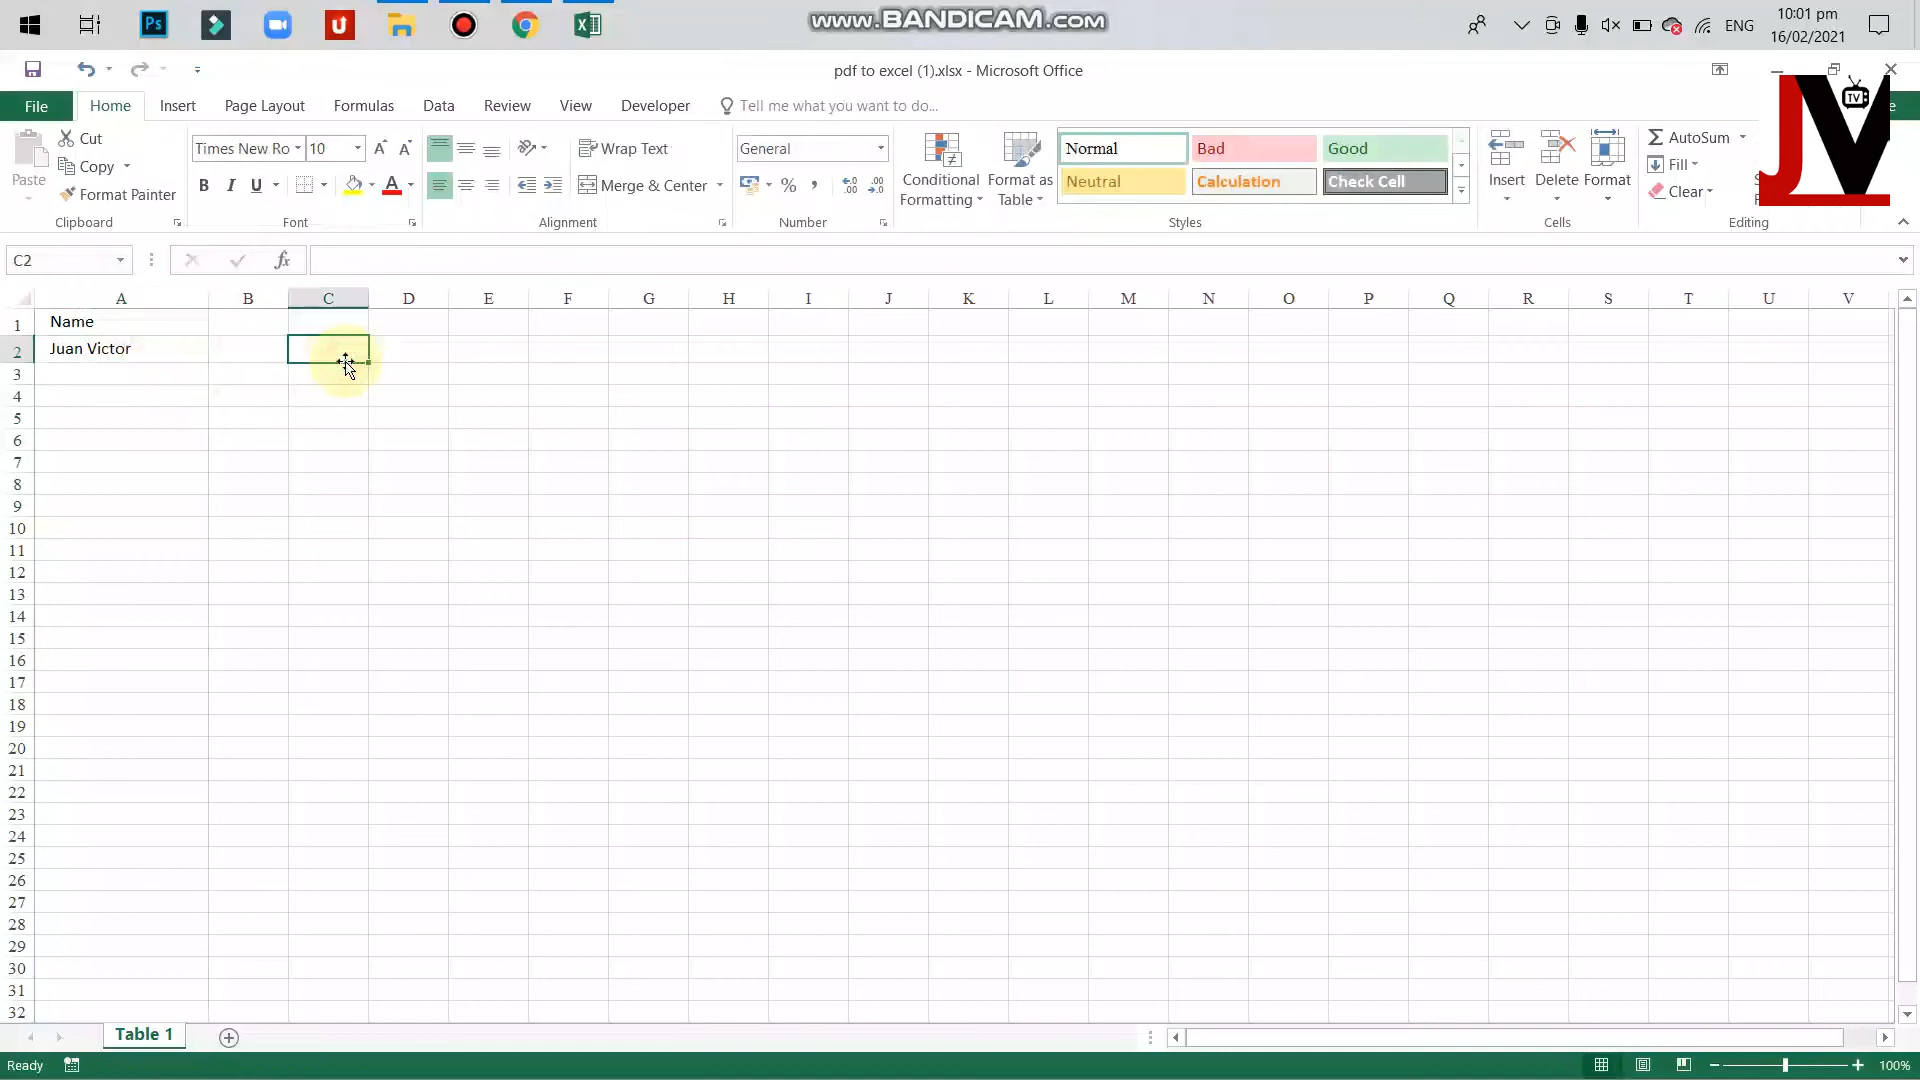 www.BANDICAM.com
ENG
10:01 pm
16/02/2021
pdf to excel (1).xlsx - Microsoft Office
File Home Insert Page Layout Formulas Data Review View Developer Tell me what you want to do...
TV
JV
Paste
Cut
Copy
Format Painter
Clipboard
Times New Ro 10
B I U
Font
Wrap Text
Merge & Center
Alignment
General
%
Number
Conditional Formatting
Format as Table
Normal Bad Good
Neutral Calculation Check Cell
Styles
Insert Delete Format
Cells
AutoSum
Fill
Clear
Editing
C2
fx
A B C D E F G H I J K L M N O P Q R S T U V
1 Name
2 Juan Victor
3
4
5
6
7
8
9
10
11
12
13
14
15
16
17
18
19
20
21
22
23
24
25
26
27
28
29
30
31
32
Table 1
Ready
100%